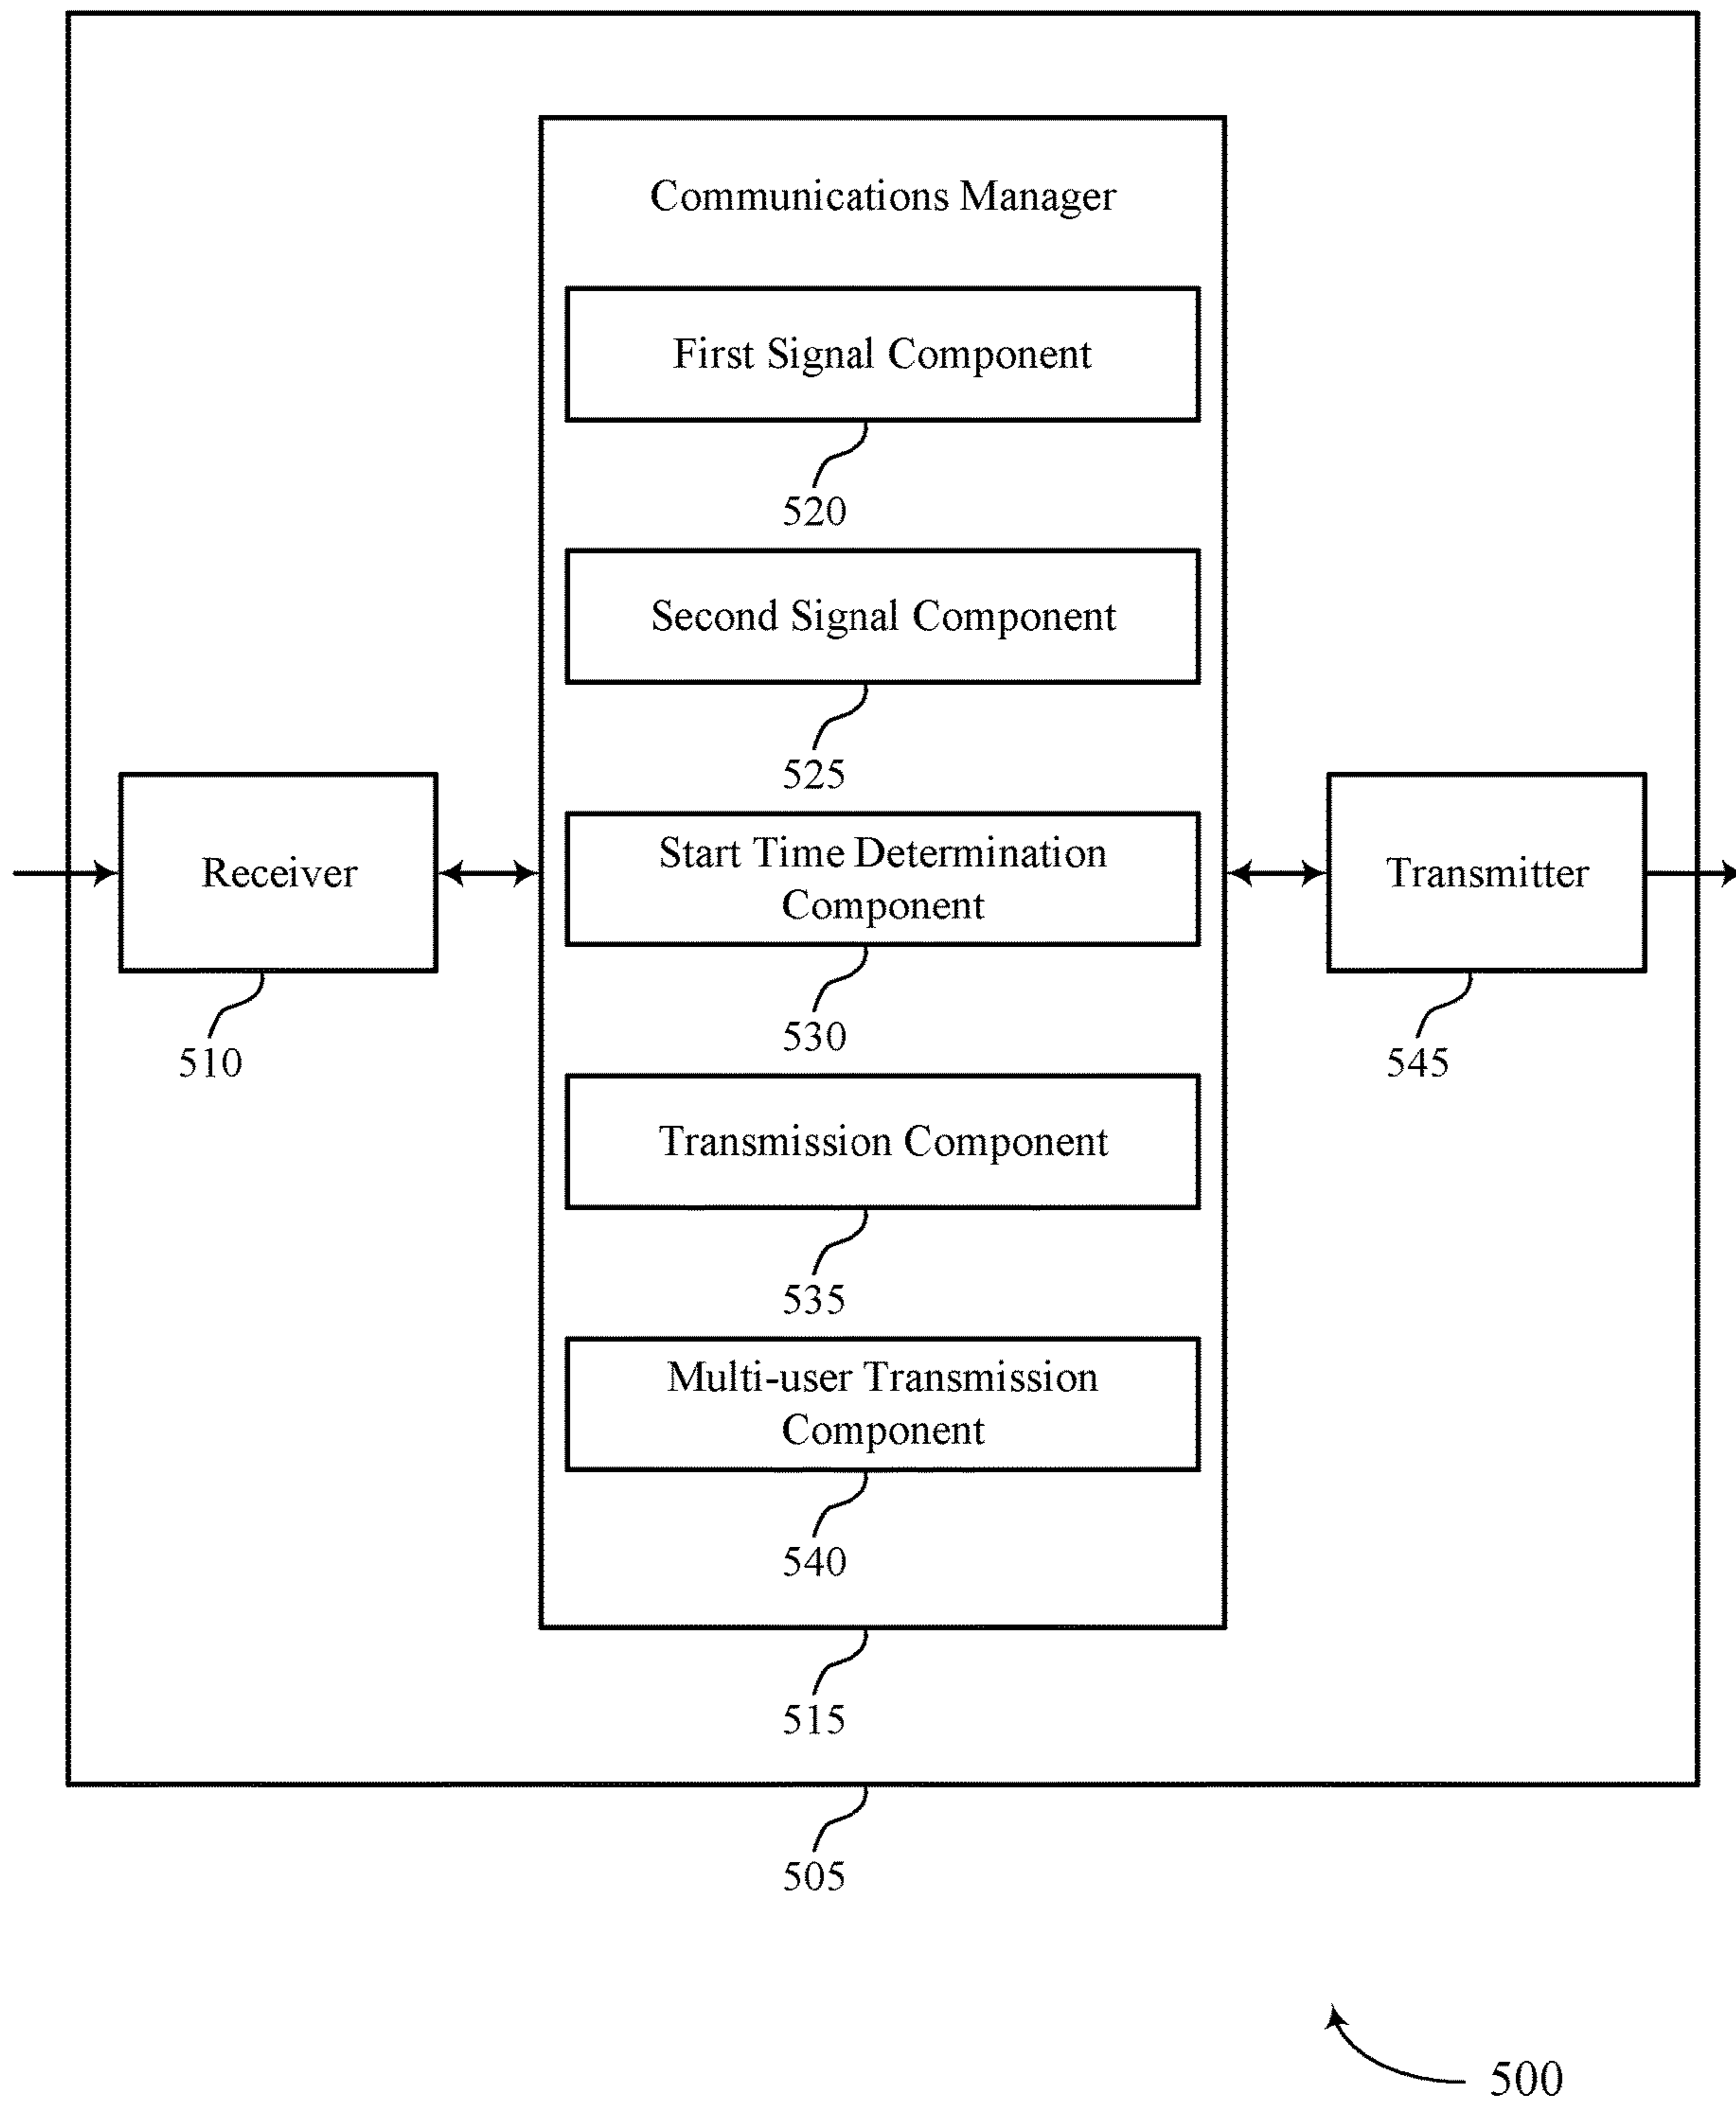 Communications Manager
First Signal Component
520
Second Signal Component
525
Receiver
510
Start Time Determination
Component
530
Transmitter
545
Transmission Component
535
Multi-user Transmission
Component
540
515
505
500